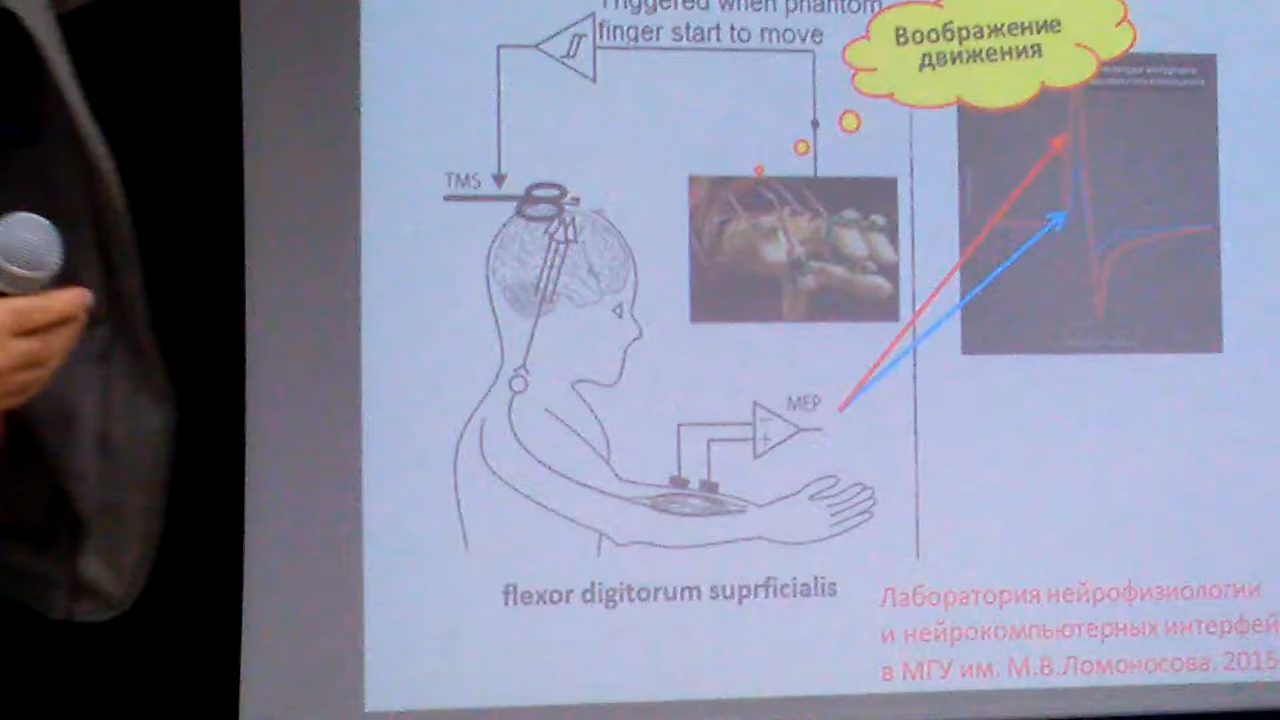 Triggered when phantom
finger start to move
Воображение
движения
TMS
MEP
flexor digitorum suprficialis
Лаборатория нейрофизиологии
и нейрокомпьютерных интерфей
в МГУ им. М.В.Ломоносова, 2015